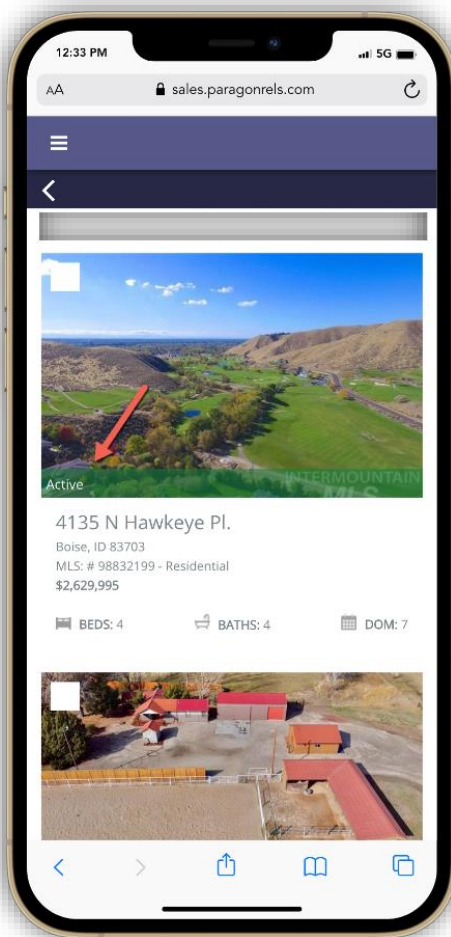 12:33 PM
5G
AA
sales.paragonrels.com
INTERMOUNTAIN
MLS
Active
4135 N Hawkeye Pl.
Boise, ID 83703
MLS: # 98832199 - Residential
$2,629,995
BEDS: 4
BATHS: 4
DOM: 7